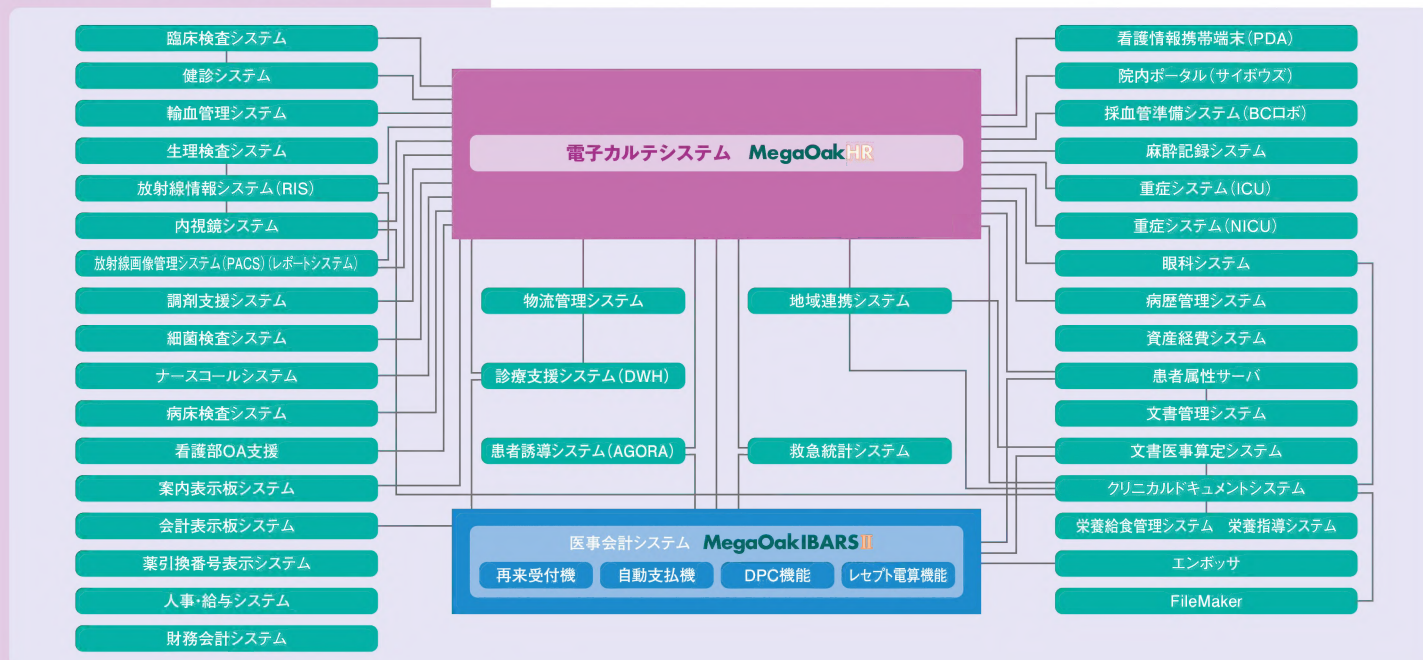 臨床検査システム
健診システム
輸血管理システム
生理検査システム
放射線情報システム(RIS)
内視鏡システム
放射線画像管理システム(PACS)(レポートシステム)
調剤支援システム
細菌検査システム
ナースコールシステム
病床検査システム
看護部OA支援
案内表示板システム
会計表示板システム
薬引換番号表示システム
人事・給与システム
財務会計システム
電子カルテシステム MegaOakHR
物流管理システム
地域連携システム
診療支援システム(DWH)
患者誘導システム(AGORA)
救急統計システム
医事会計システム MegaOakIBARSⅡ
再来受付機
自動支払機
DPC機能
レセプト電算機能
看護情報携帯端末(PDA)
院内ポータル(サイボウズ)
採血管準備システム(BCロボ)
麻酔記録システム
重症システム(ICU)
重症システム(NICU)
眼科システム
病歴管理システム
資産経費システム
患者属性サーバ
文書管理システム
文書医事算定システム
クリニカルドキュメントシステム
栄養給食管理システム 栄養指導システム
エンボッサ
FileMaker